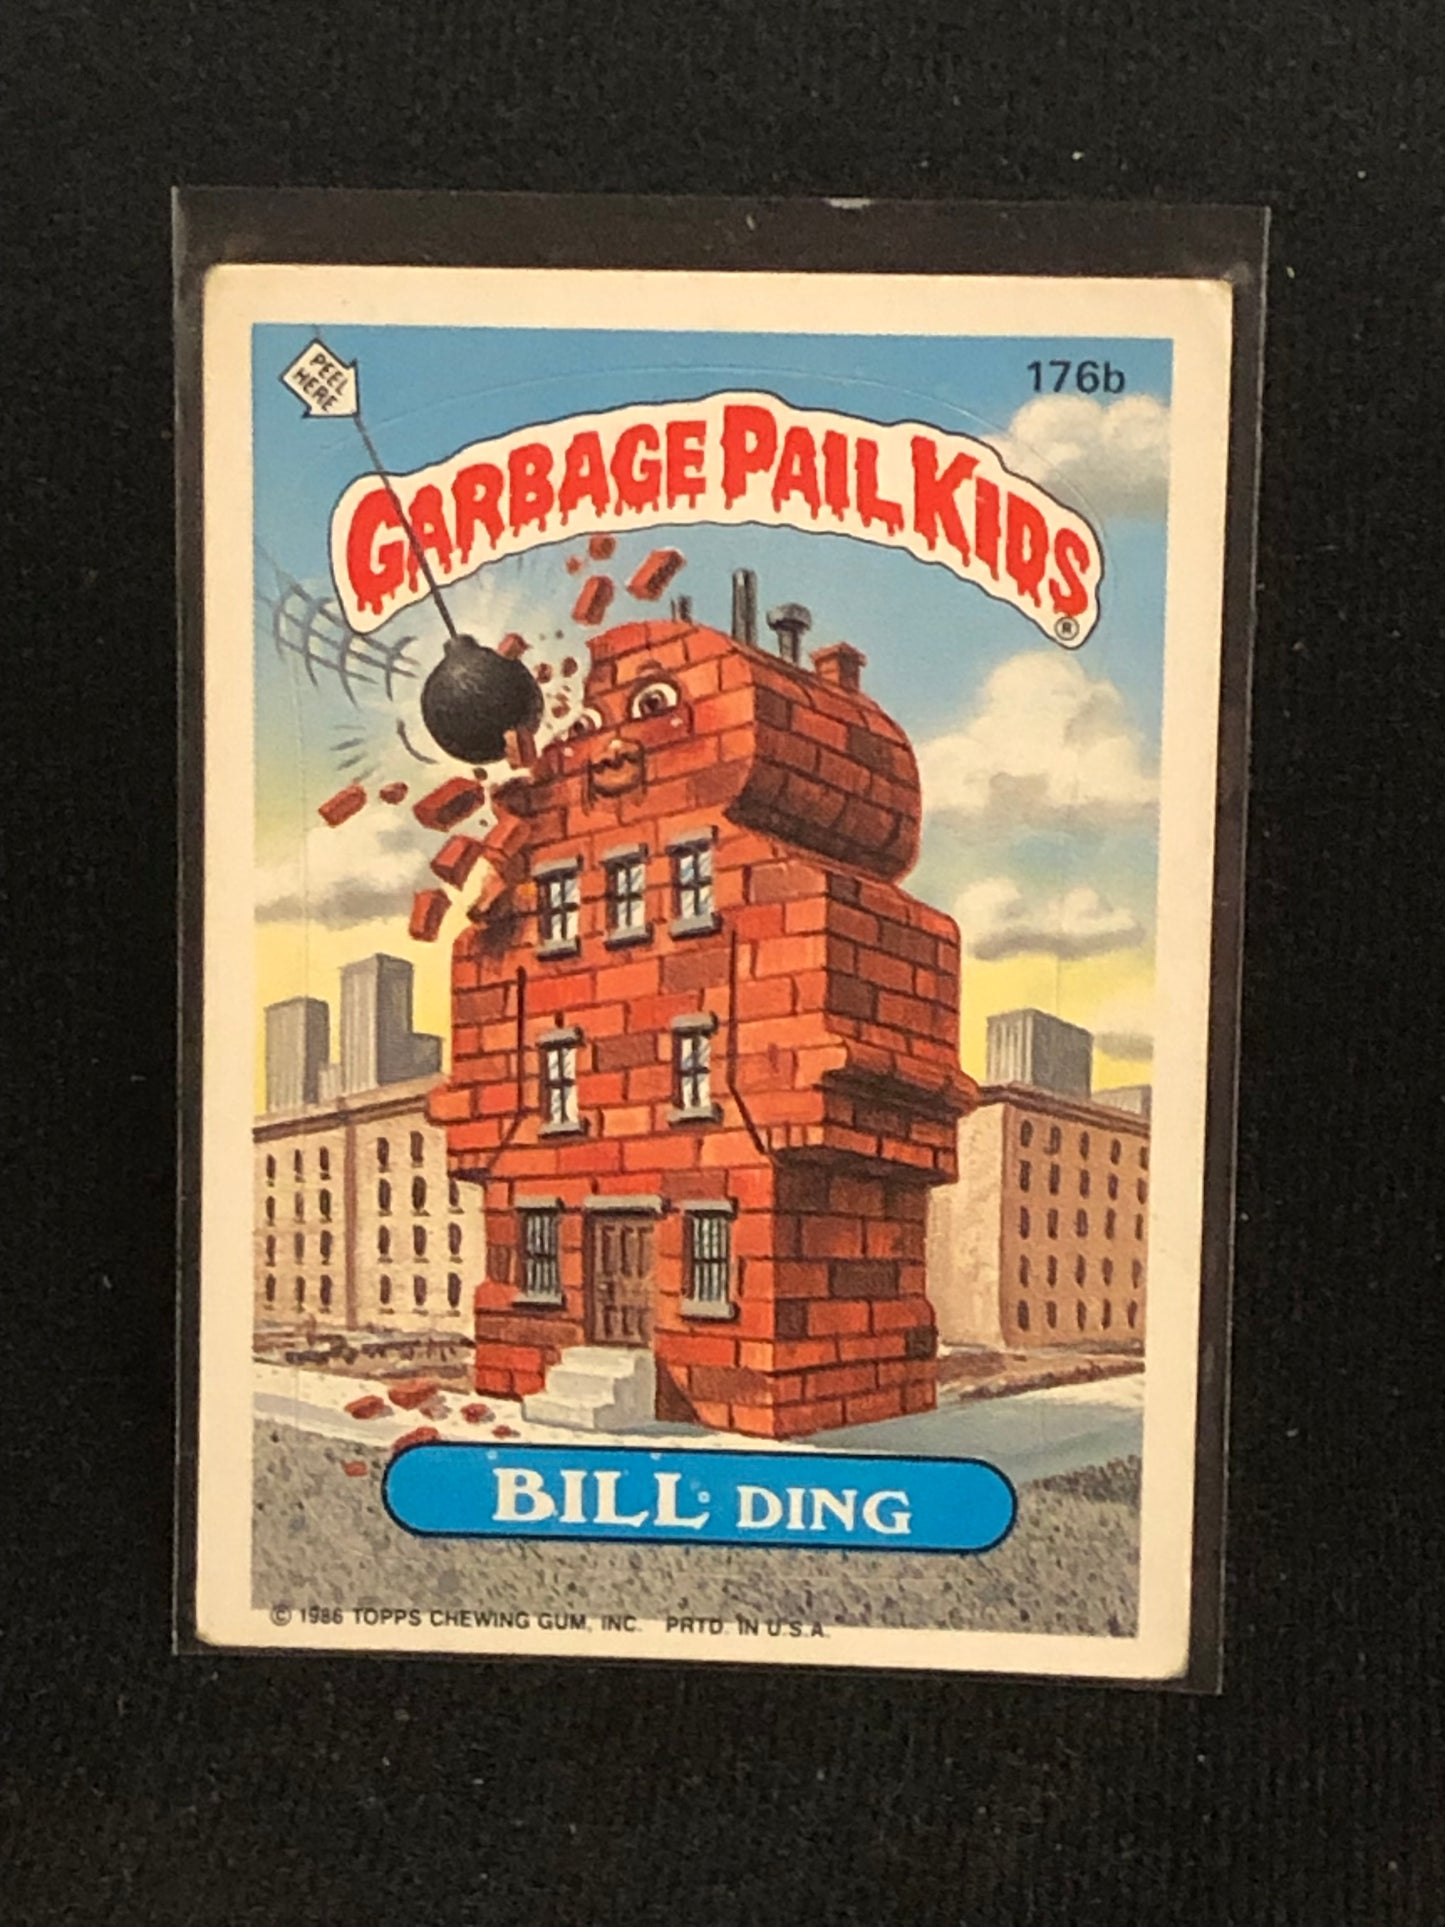 PEEL
HERE
176b
GARBAGE PAIL KIDS
®
BILL DING
© 1986 TOPPS CHEWING GUM, INC. PRTD. IN U.S.A.